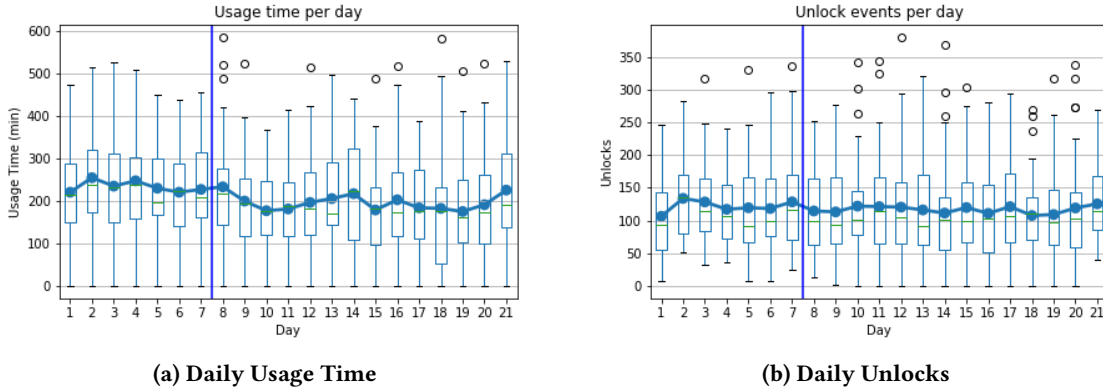 Usage time per day
600
500
400
300
200
100
0
Usage Time (min)
1 2 3 4 5 6 7 8 9 10 11 12 13 14 15 16 17 18 19 20 21
Day
(a) Daily Usage Time
Unlock events per day
350
300
250
200
150
100
50
0
Unlocks
1 2 3 4 5 6 7 8 9 10 11 12 13 14 15 16 17 18 19 20 21
Day
(b) Daily Unlocks